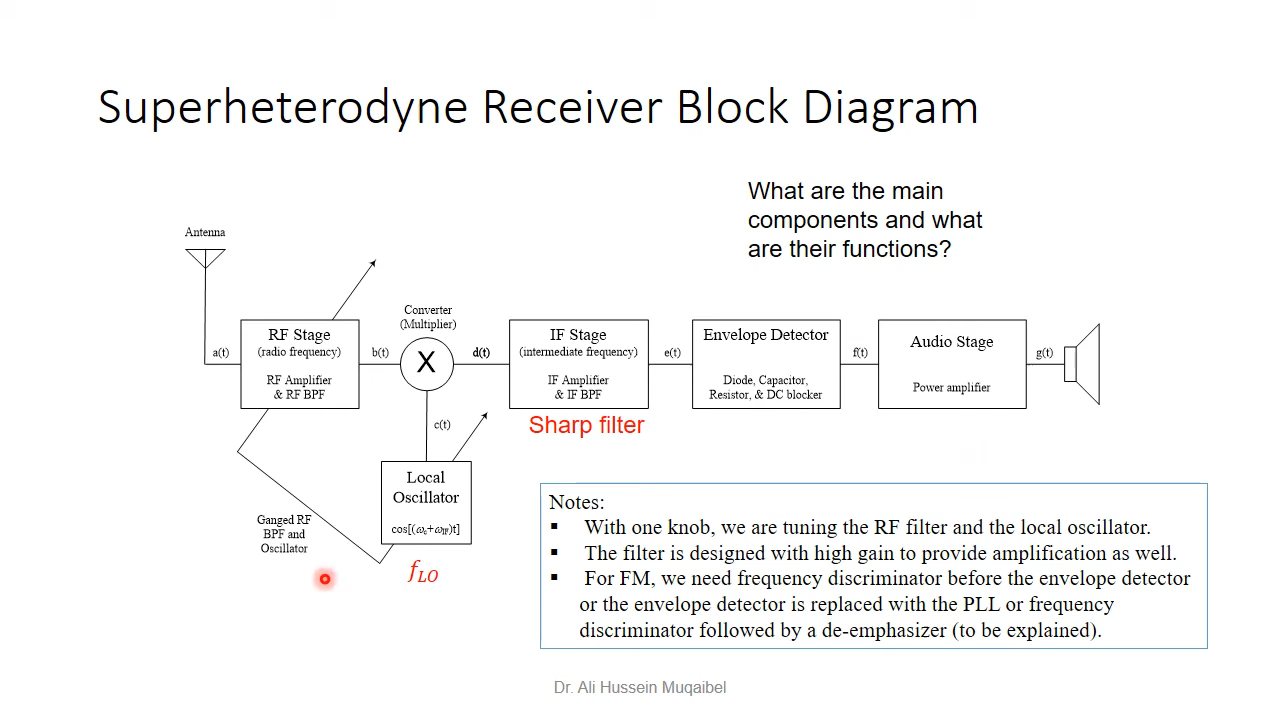 Superheterodyne Receiver Block Diagram
What are the main
components and what
are their functions?
Antenna
a(t)
RF Stage
(radio frequency)
RF Amplifier
& RF BPF
b(t)
Converter
(Multiplier)
X
d(t)
c(t)
IF Stage
(intermediate frequency)
IF Amplifier
& IF BPF
Sharp filter
e(t)
Envelope Detector
Diode, Capacitor,
Resistor, & DC blocker
f(t)
Audio Stage
Power amplifier
g(t)
Local
Oscillator
cos[(ωc+ωIF)t]
fLO
Ganged RF
BPF and
Oscillator
Notes:
▪ With one knob, we are tuning the RF filter and the local oscillator.
▪ The filter is designed with high gain to provide amplification as well.
▪ For FM, we need frequency discriminator before the envelope detector
or the envelope detector is replaced with the PLL or frequency
discriminator followed by a de-emphasizer (to be explained).
Dr. Ali Hussein Muqaibel